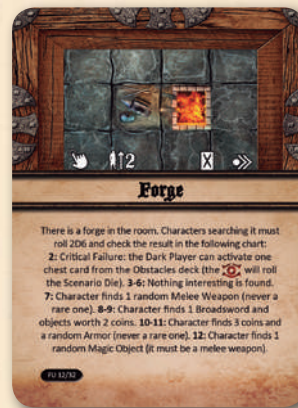 2
X
Forge
There is a forge in the room. Characters searching it must
roll 2D6 and check the result in the following chart:
2: Critical Failure: the Dark Player can activate one
chest card from the Obstacles deck (the will roll
the Scenario Die). 3-6: Nothing interesting is found.
7: Character finds 1 random Melee Weapon (never a
rare one). 8-9: Character finds 1 Broadsword and
objects worth 2 coins. 10-11: Character finds 3 coins and
a random Armor (never a rare one). 12: Character finds 1
random Magic Object (it must be a melee weapon).
FU 32/32